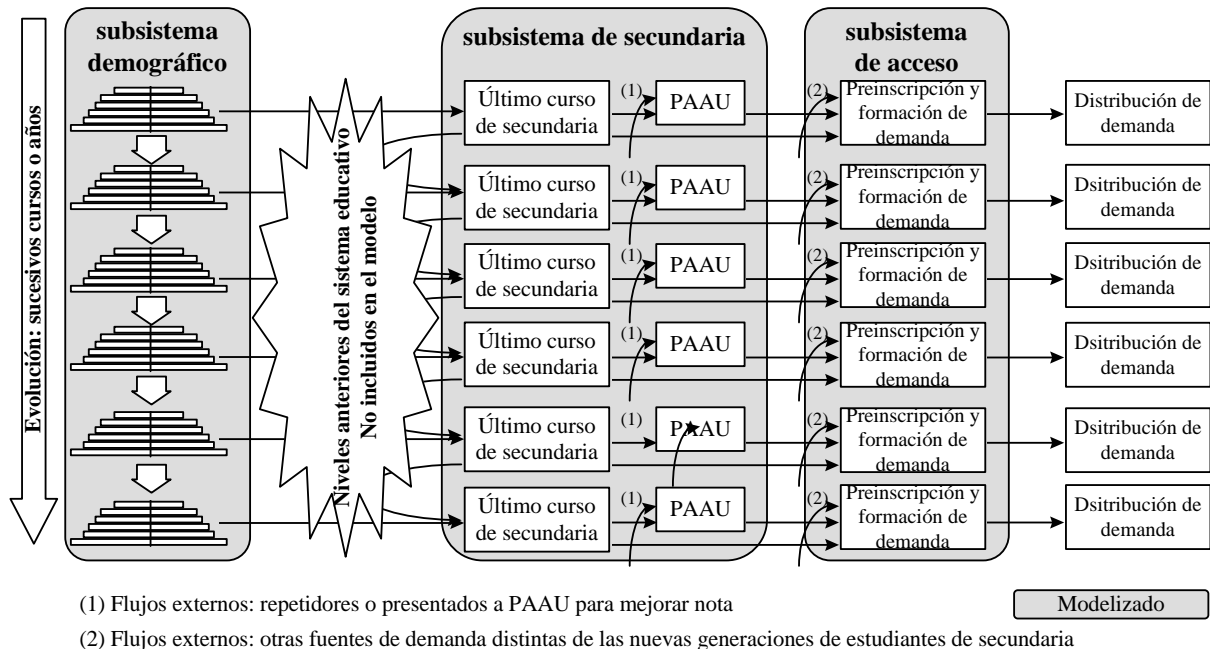 subsistema
demográfico
subsistema de secundaria
subsistema
de acceso
Evolución: sucesivos cursos o años
Niveles anteriores del sistema educativo
No incluidos en el modelo
Último curso
de secundaria
(1)
PAAU
(2)
Preinscripción y
formación de
demanda
Distribución de
demanda
Último curso
de secundaria
(1)
PAAU
(2)
Preinscripción y
formación de
demanda
Dsitribución de
demanda
Último curso
de secundaria
(1)
PAAU
(2)
Preinscripción y
formación de
demanda
Dsitribución de
demanda
Último curso
de secundaria
(1)
PAAU
(2)
Preinscripción y
formación de
demanda
Dsitribución de
demanda
Último curso
de secundaria
(1)
PAAU
(2)
Preinscripción y
formación de
demanda
Dsitribución de
demanda
Último curso
de secundaria
(1)
PAAU
(2)
Preinscripción y
formación de
demanda
Dsitribución de
demanda
(1) Flujos externos: repetidores o presentados a PAAU para mejorar nota
Modelizado
(2) Flujos externos: otras fuentes de demanda distintas de las nuevas generaciones de estudiantes de secundaria